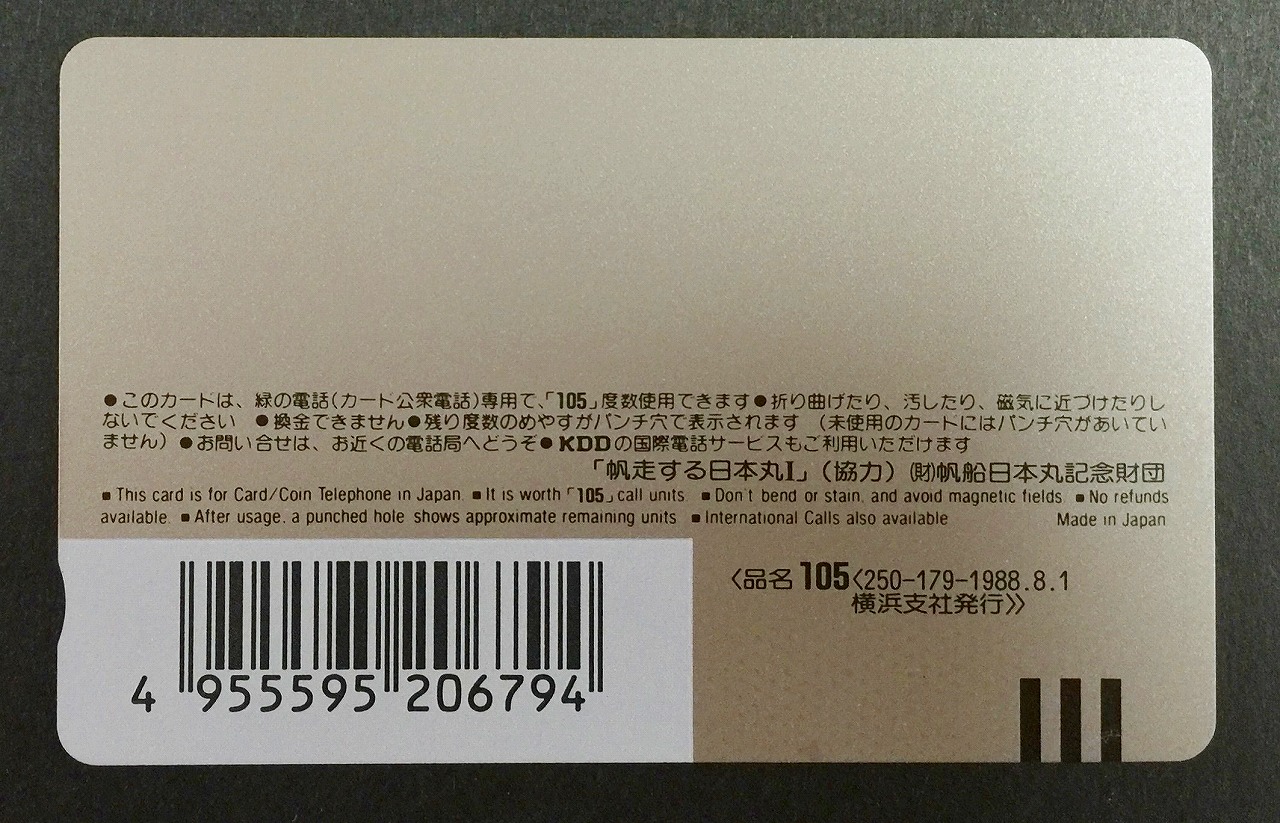 ●このカードは、緑の電話(カード公衆電話)専用で、「105」度数使用できます●折り曲げたり、汚したり、磁気に近づけたりし
ないでください ●換金できません●残り度数のめやすがパンチ穴で表示されます (未使用のカードにはパンチ穴があいてい
ません) ●お問い合せは、お近くの電話局へどうぞ●KDDの国際電話サービスもご利用いただけます
「帆走する日本丸Ⅰ」(協力) ㈶帆船日本丸記念財団
■This card is for Card/Coin Telephone in Japan. ■It is worth「105」call units ■Don't bend or stain. and avoid magnetic fields. ■No refunds
available. ■After usage. a punched hole shows approximate remaining units ■International Calls also available Made in Japan
〈品名 105〈250-179-1988.8.1
横浜支社発行〉〉
4 955595 206794